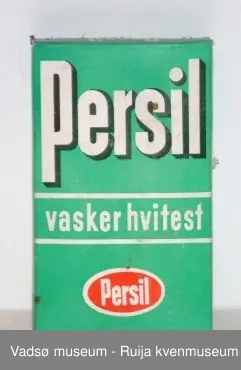 Persil
vasker hvitest
Persil
Vadsø museum - Ruija kvenmuseum